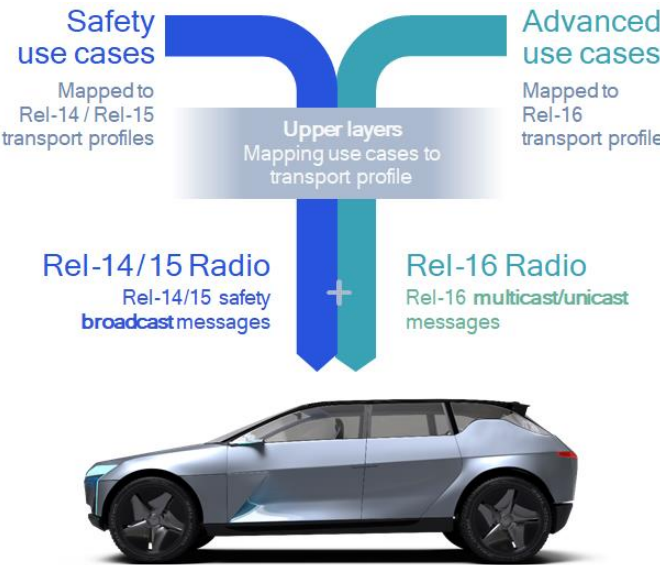 Safety
use cases
Mapped to
Rel-14 / Rel-15
transport profiles
Advanced
use cases
Mapped to
Rel-16
transport profile
Upper layers
Mapping use cases to
transport profile
Rel-14/15 Radio
Rel-14/15 safety
broadcast messages
+
Rel-16 Radio
Rel-16 multicast/unicast
messages